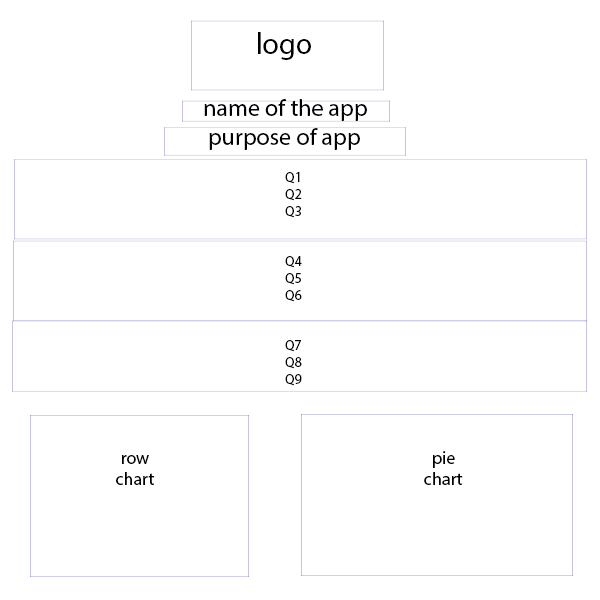 logo
name of the app
purpose of app
Q1
Q2
Q3
Q4
Q5
Q6
Q7
Q8
Q9
row
chart
pie
chart